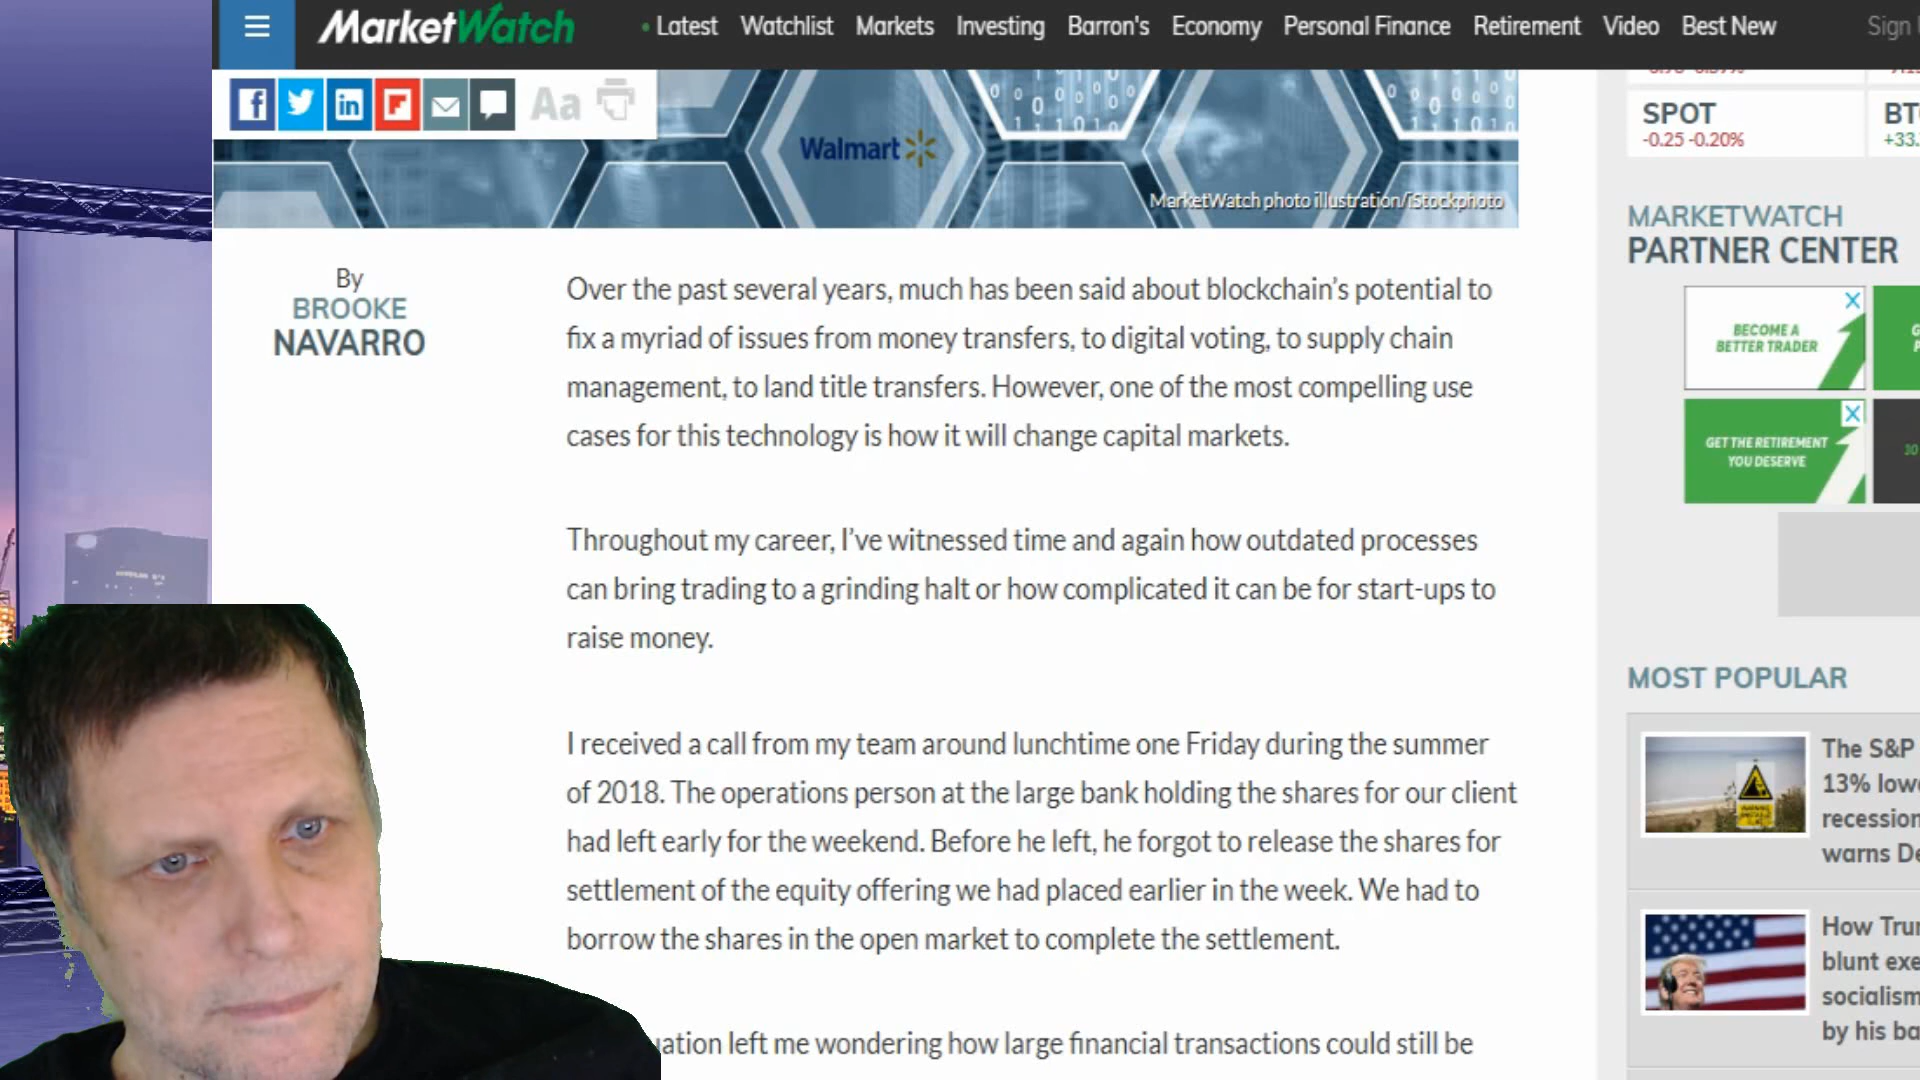 MarketWatch
Latest Watchlist Markets Investing Barron's Economy Personal Finance Retirement Video Best New Sign
Aa
Walmart
MarketWatch photo illustration/iStockphoto
SPOT
-0.25 -0.20%
+33.
MARKETWATCH
PARTNER CENTER
BECOME A
BETTER TRADER
GET THE RETIREMENT
YOU DESERVE
By
BROOKE
NAVARRO
Over the past several years, much has been said about blockchain's potential to
fix a myriad of issues from money transfers, to digital voting, to supply chain
management, to land title transfers. However, one of the most compelling use
cases for this technology is how it will change capital markets.
Throughout my career, I've witnessed time and again how outdated processes
can bring trading to a grinding halt or how complicated it can be for start-ups to
raise money.
I received a call from my team around lunchtime one Friday during the summer
of 2018. The operations person at the large bank holding the shares for our client
had left early for the weekend. Before he left, he forgot to release the shares for
settlement of the equity offering we had placed earlier in the week. We had to
borrow the shares in the open market to complete the settlement.
uation left me wondering how large financial transactions could still be
MOST POPULAR
The S&P
13% lowe
recession
warns De
How Trum
blunt exe
socialism
by his ba